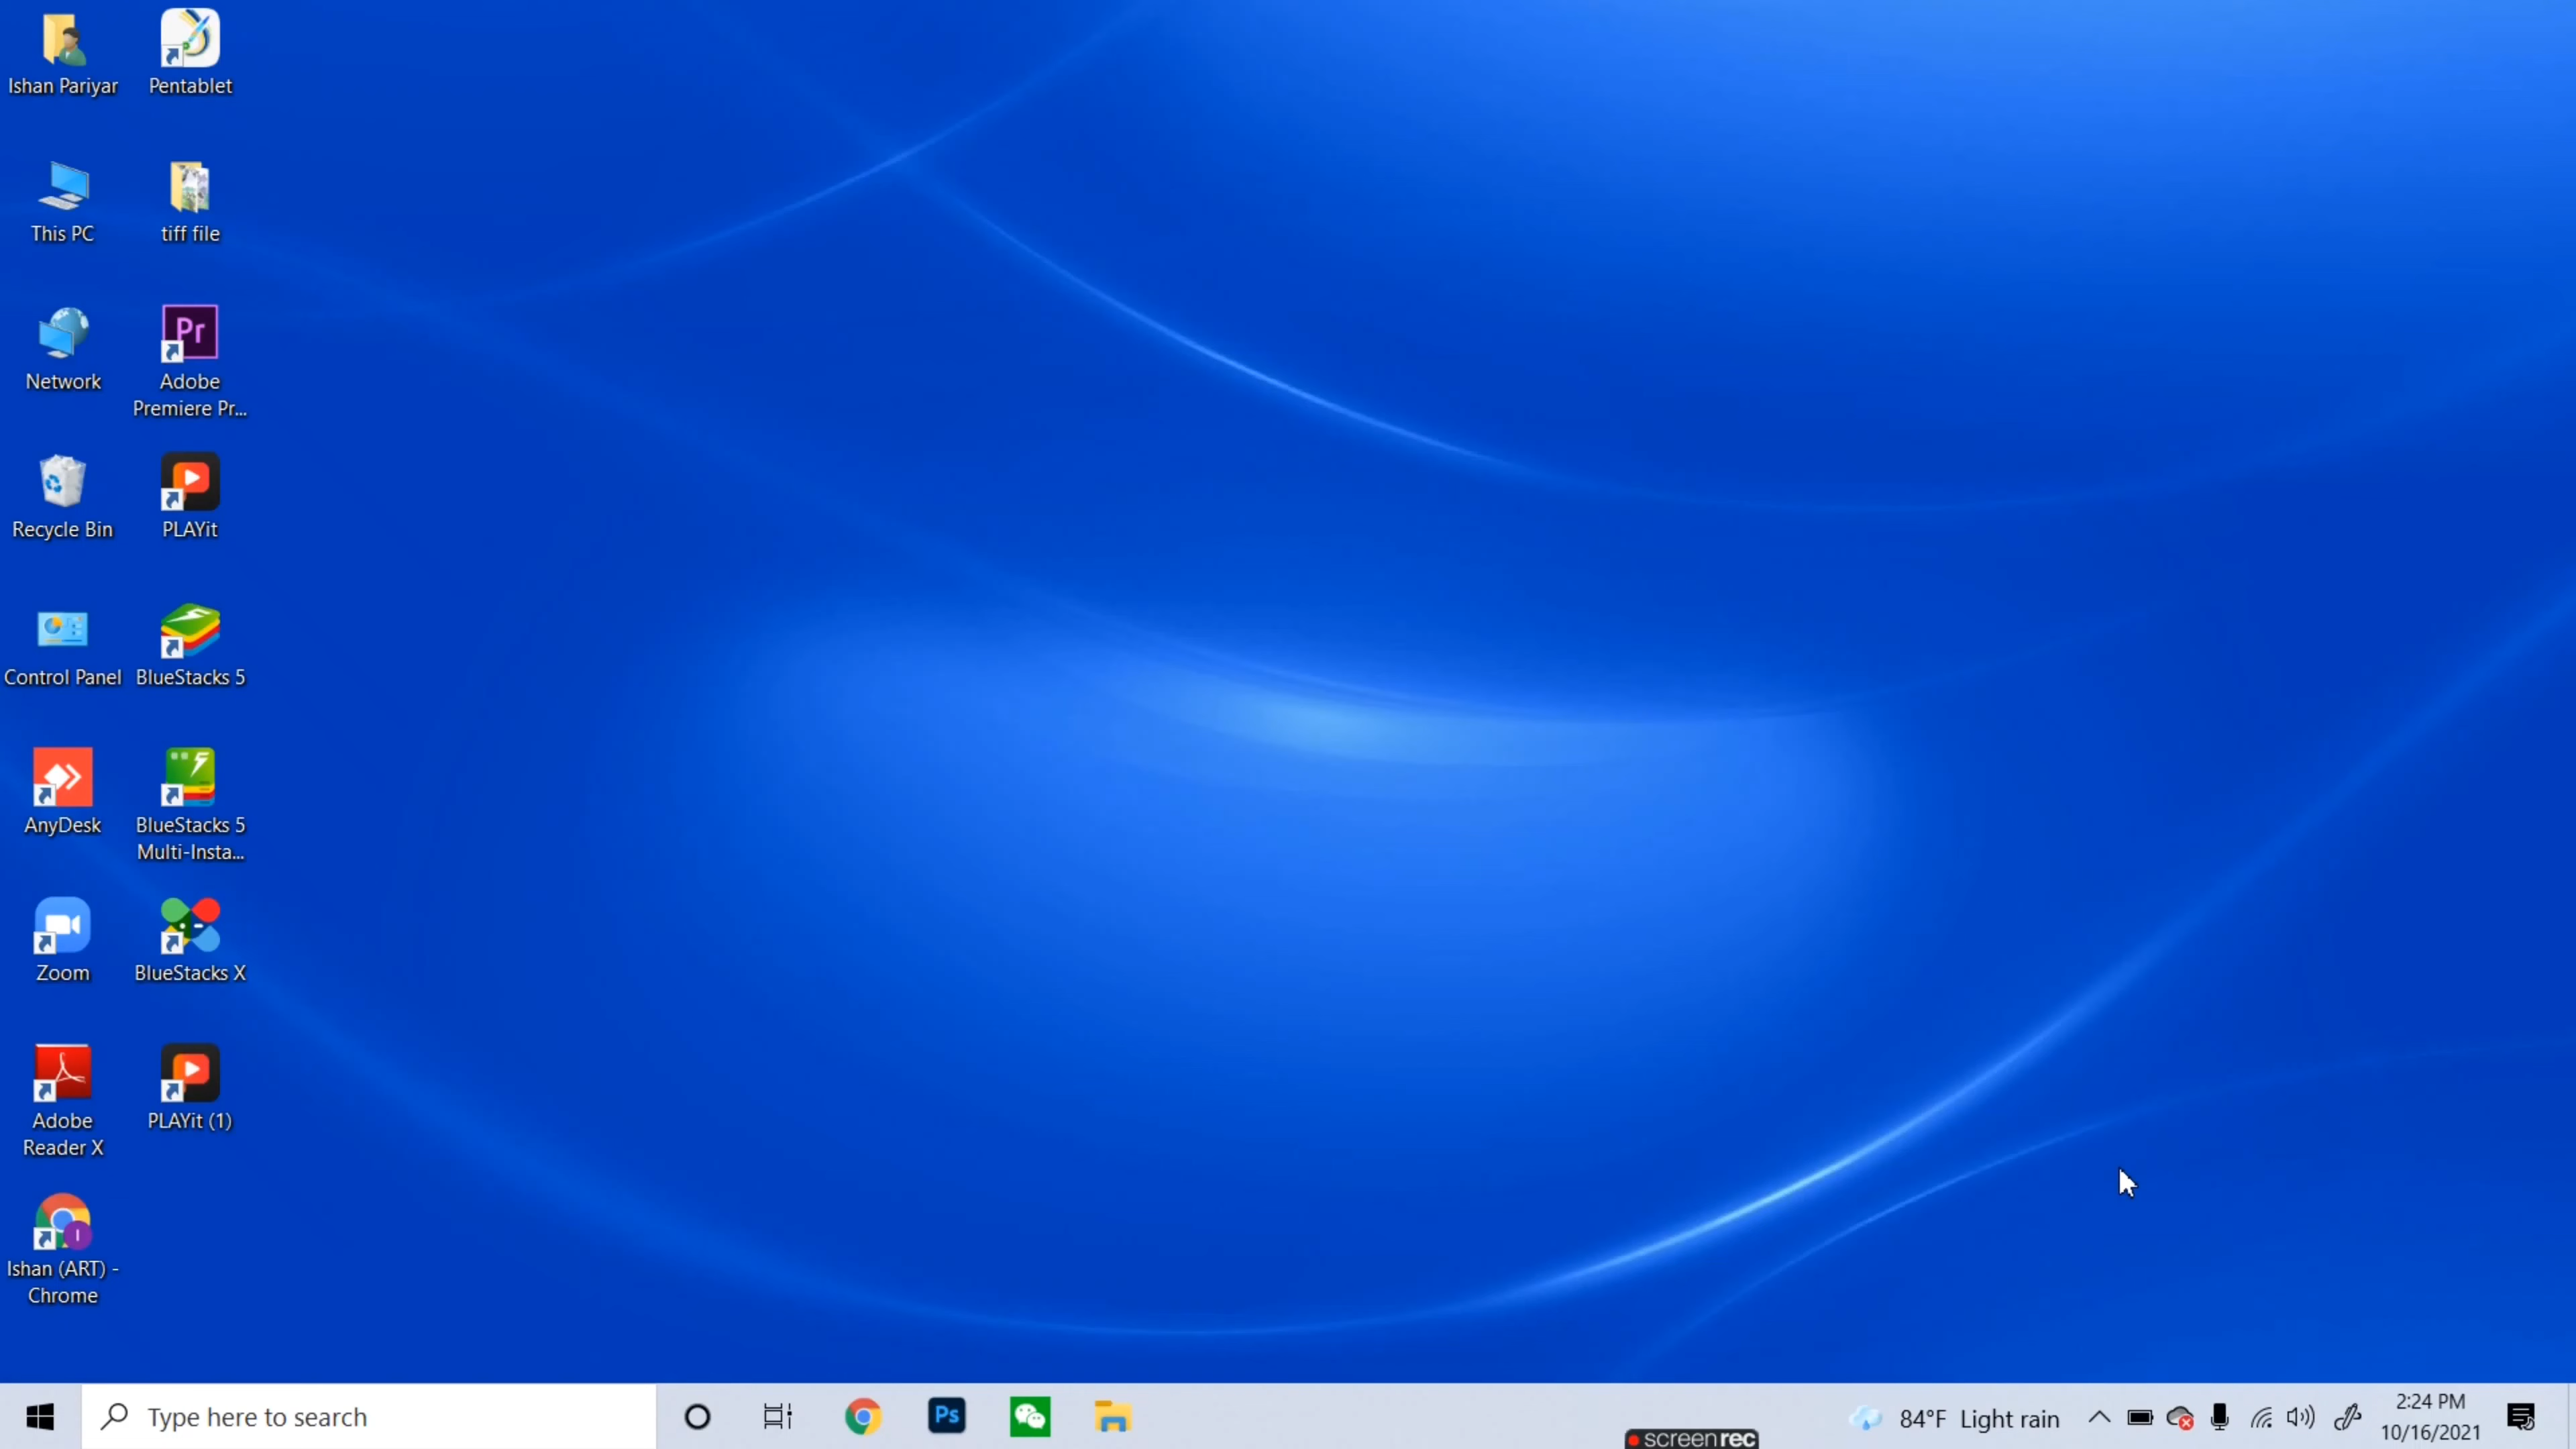 Ishan Pariyar
Pentablet
This PC
tiff file
Network
Pr
Adobe
Premiere Pr...
Recycle Bin
PLAYit
Control Panel
BlueStacks 5
AnyDesk
BlueStacks 5
Multi-Insta...
Zoom
BlueStacks X
Adobe
Reader X
PLAYit (1)
I
Ishan (ART) -
Chrome
Type here to search
Ps
screenrec
84°F Light rain
2:24 PM
10/16/2021